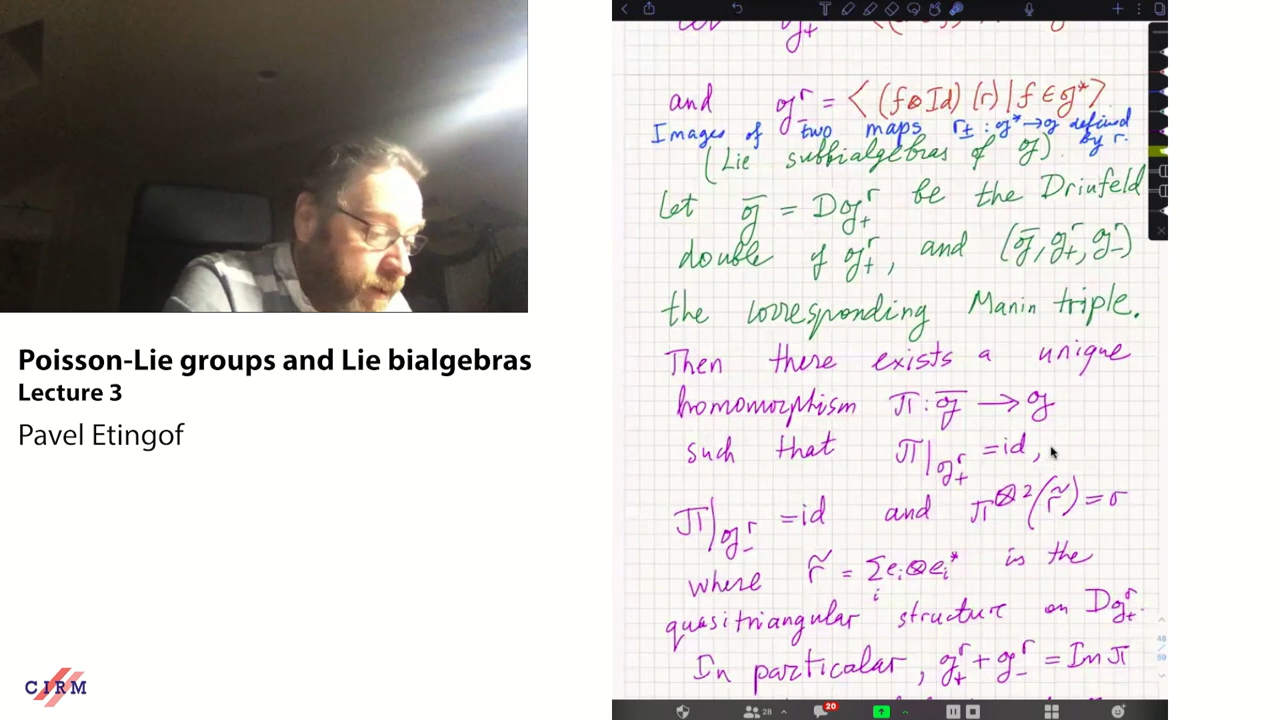 and 𝔤₋ʳ = ⟨(f⊗Id)(r) | f∈𝔤*⟩
Images of two maps r± : 𝔤* → 𝔤 defined by r.
(Lie subbialgebras of 𝔤)
Let 𝔤̄ = D𝔤₊ʳ be the Drinfeld
double of 𝔤₊ʳ, and (𝔤̄, 𝔤₊ʳ, 𝔤₋ʳ)
the corresponding Manin triple.
Then there exists a unique
homomorphism π : 𝔤̄ → 𝔤
such that π|𝔤₊ʳ = id,
π|𝔤₋ʳ = id and π^⊗2(r̃) = r
where r̃ = Σᵢ eᵢ⊗eᵢ* is the
quasitriangular structure on D𝔤₊ʳ.
In particular, 𝔤₊ʳ + 𝔤₋ʳ = Im π
Poisson-Lie groups and Lie bialgebras
Lecture 3
Pavel Etingof
CIRM
28
20